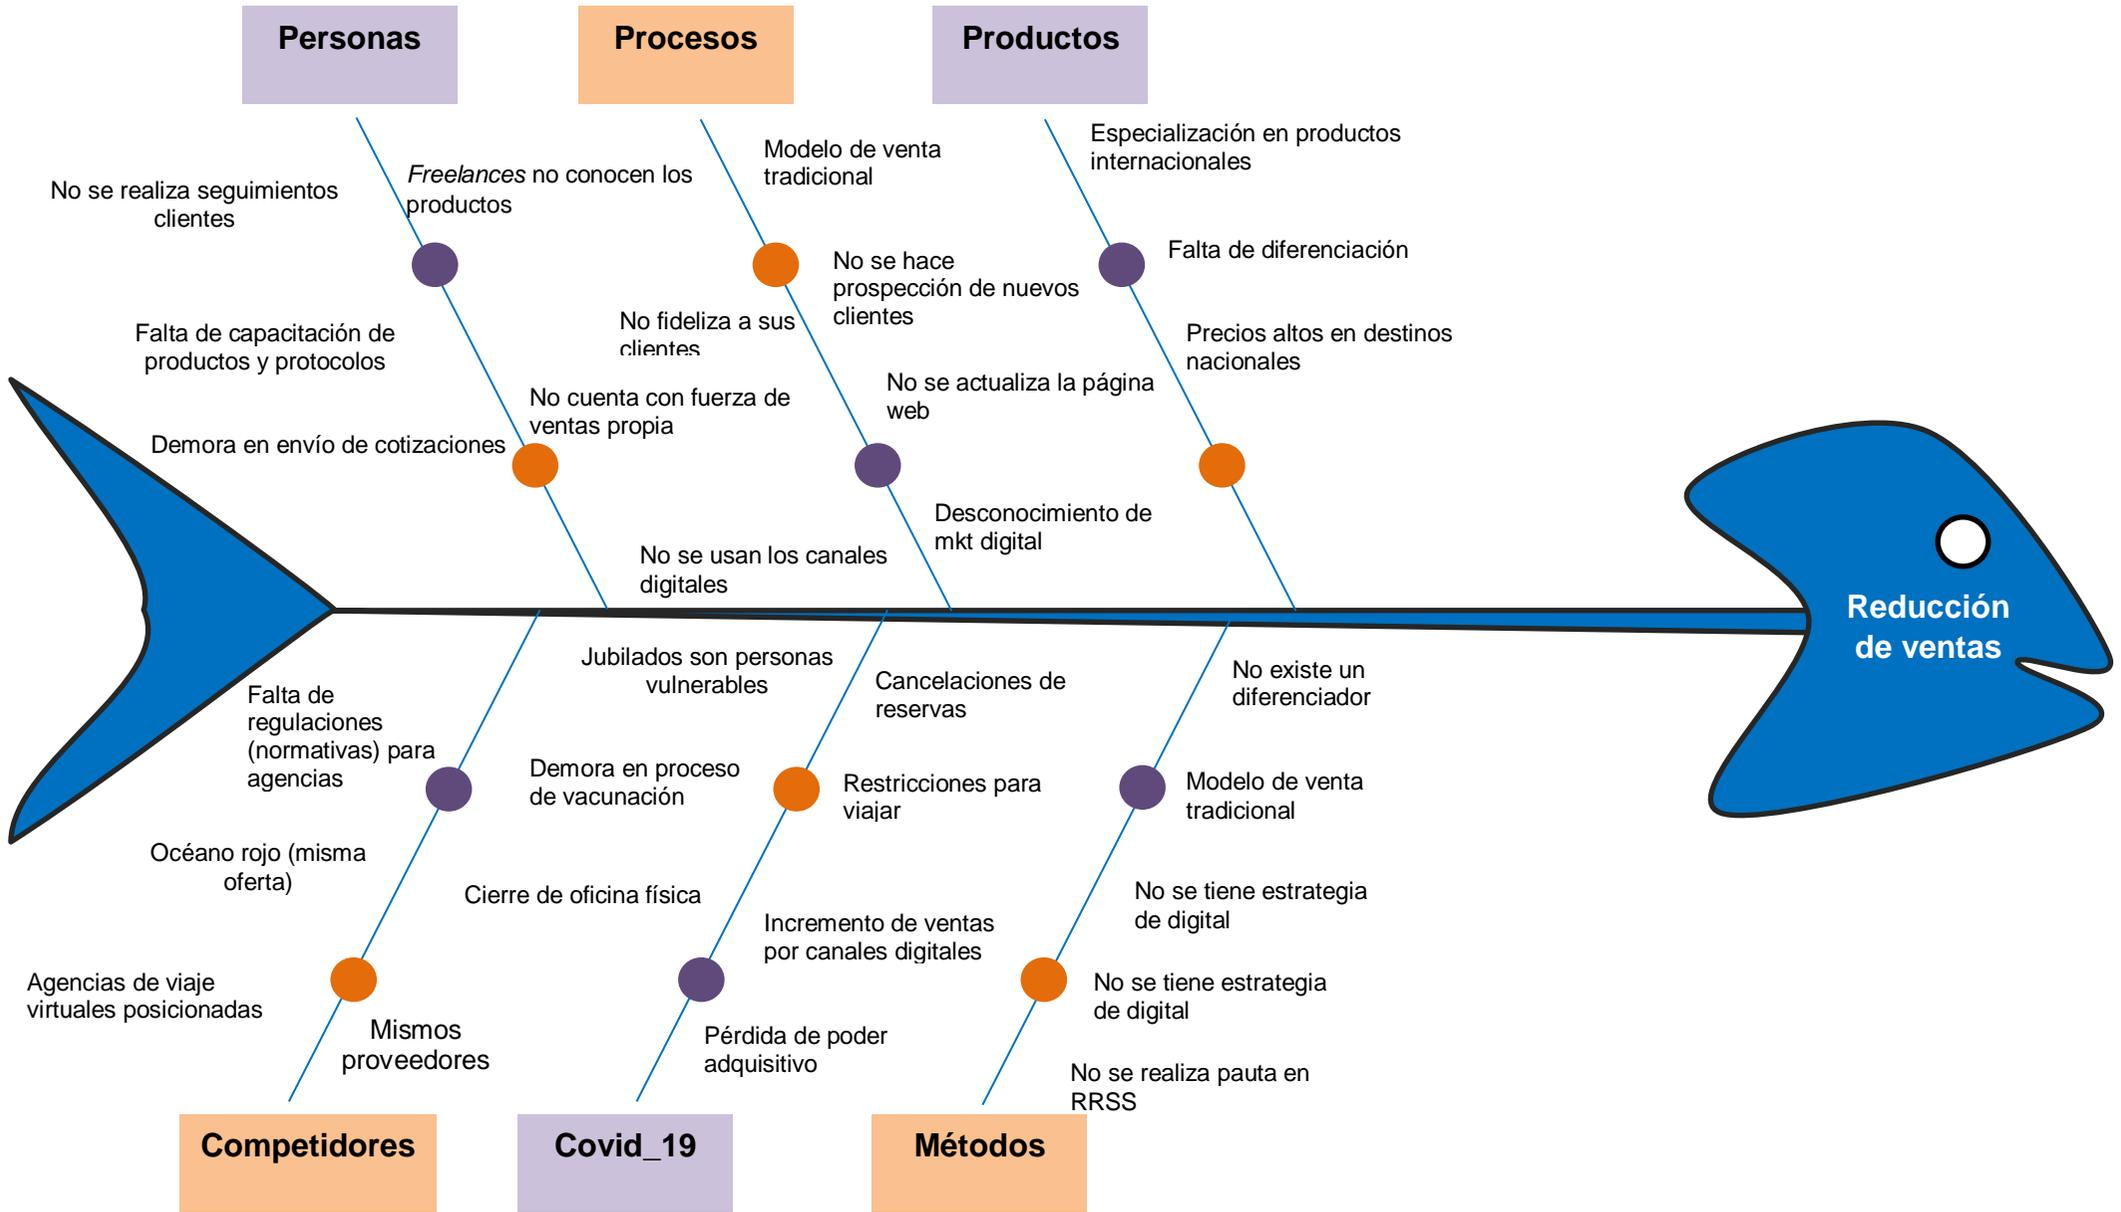 Personas
Procesos
Productos
No se realiza seguimientos
clientes
Freelances no conocen los
productos
Falta de capacitación de
productos y protocolos
Demora en envío de cotizaciones
No cuenta con fuerza de
ventas propia
Modelo de venta
tradicional
No se hace
prospección de nuevos
clientes
No fideliza a sus
clientes
No se actualiza la página
web
Desconocimiento de
mkt digital
No se usan los canales
digitales
Especialización en productos
internacionales
Falta de diferenciación
Precios altos en destinos
nacionales
Reducción
de ventas
Falta de
regulaciones
(normativas) para
agencias
Océano rojo (misma
oferta)
Agencias de viaje
virtuales posicionadas
Mismos
proveedores
Jubilados son personas
vulnerables
Cancelaciones de
reservas
Demora en proceso
de vacunación
Restricciones para
viajar
Cierre de oficina física
Incremento de ventas
por canales digitales
Pérdida de poder
adquisitivo
No existe un
diferenciador
Modelo de venta
tradicional
No se tiene estrategia
de digital
No se tiene estrategia
de digital
No se realiza pauta en
RRSS
Competidores
Covid_19
Métodos